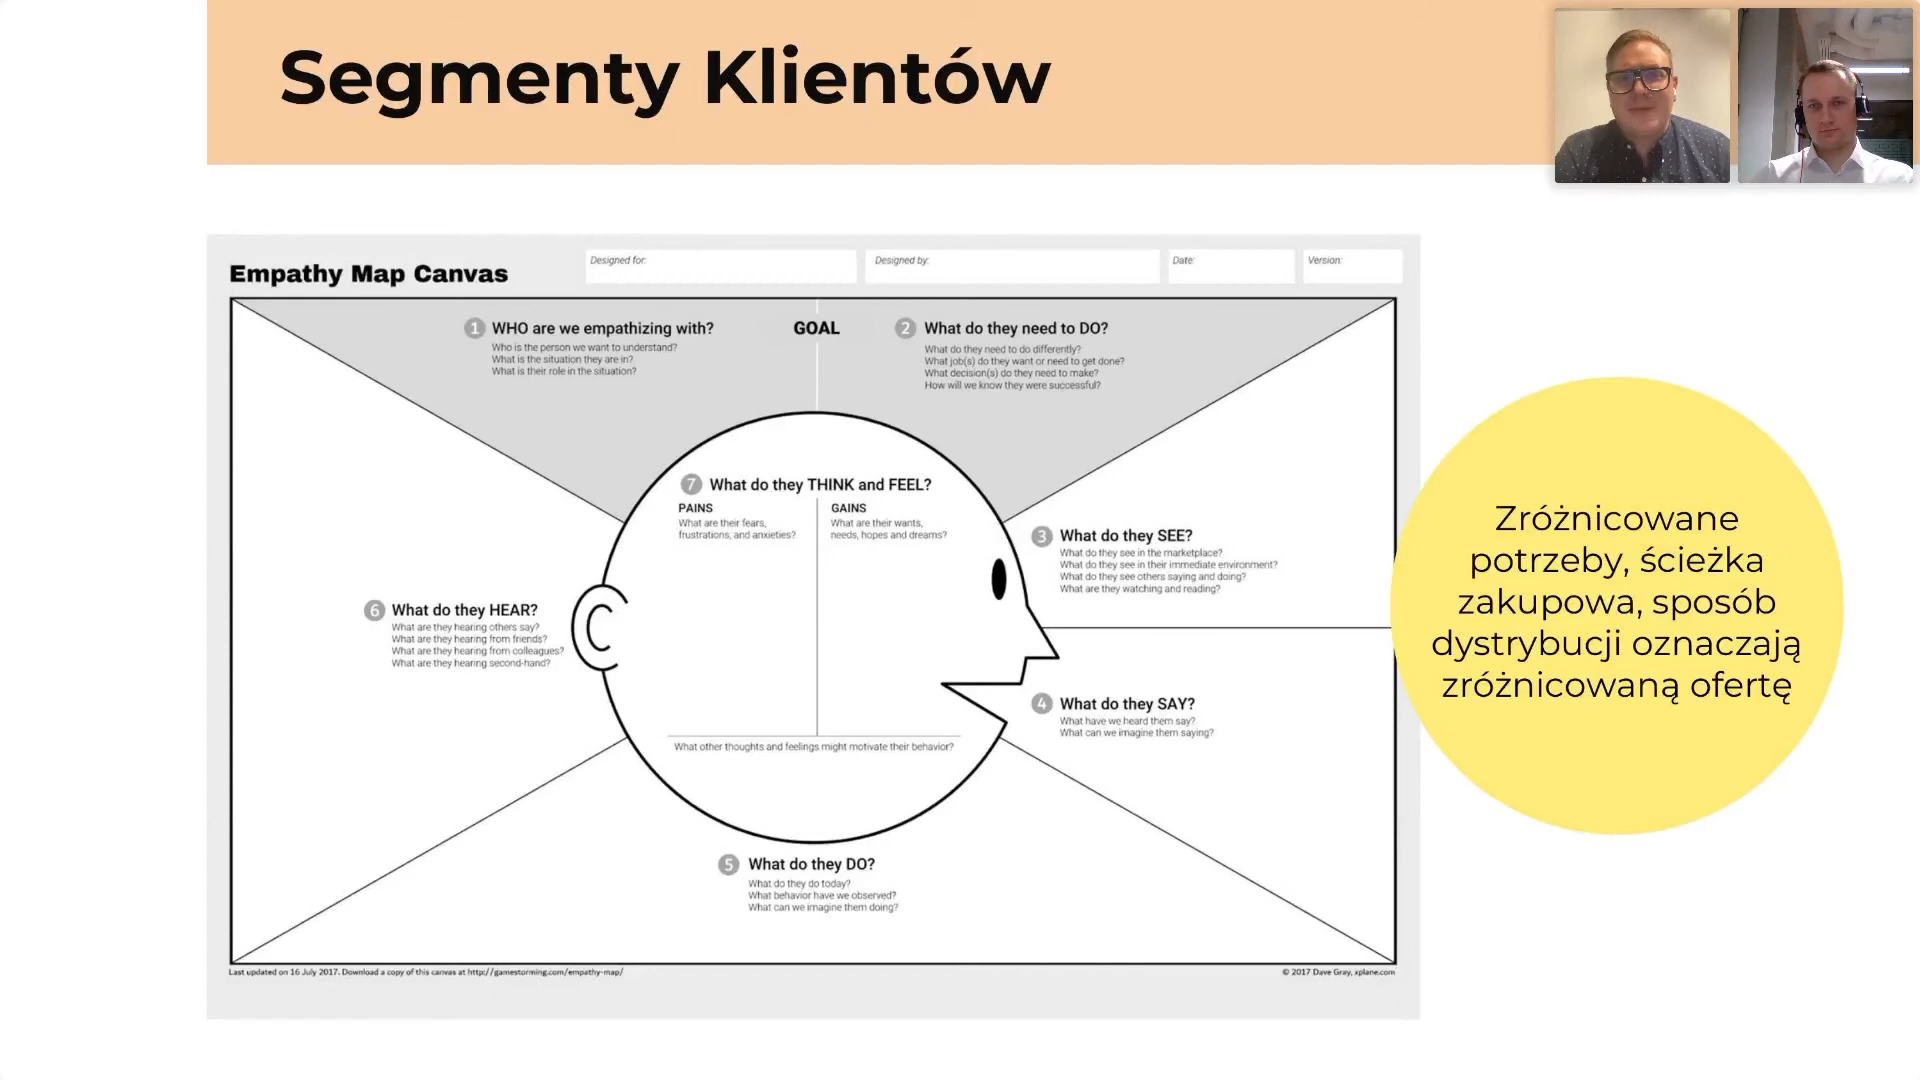 Segmenty Klientów
Empathy Map Canvas
Designed for:
Designed by:
Date:
Version:
1 WHO are we empathizing with?
Who is the person we want to understand?
What is the situation they are in?
What is their role in the situation?
GOAL
2 What do they need to DO?
What do they need to do differently?
What job(s) do they want or need to get done?
What decision(s) do they need to make?
How will we know they were successful?
7 What do they THINK and FEEL?
PAINS
What are their fears,
frustrations, and anxieties?
GAINS
What are their wants,
needs, hopes and dreams?
What other thoughts and feelings might motivate their behavior?
3 What do they SEE?
What do they see in the marketplace?
What do they see in their immediate environment?
What do they see others saying and doing?
What are they watching and reading?
4 What do they SAY?
What have we heard them say?
What can we imagine them saying?
5 What do they DO?
What do they do today?
What behavior have we observed?
What can we imagine them doing?
6 What do they HEAR?
What are they hearing others say?
What are they hearing from friends?
What are they hearing from colleagues?
What are they hearing second-hand?
Last updated on 16 July 2017. Download a copy of this canvas at http://gamestorming.com/empathy-map/
© 2017 Dave Gray, xplane.com
Zróżnicowane
potrzeby, ścieżka
zakupowa, sposób
dystrybucji oznaczają
zróżnicowaną ofertę